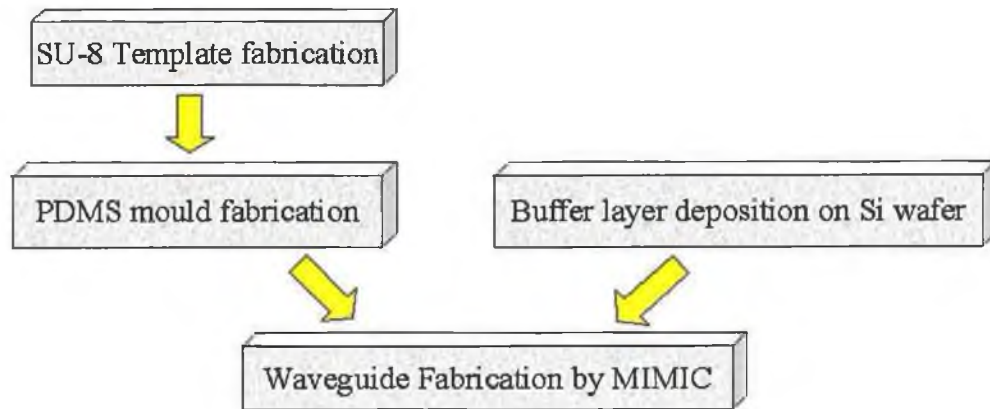 SU-8 Template fabrication
PDMS mould fabrication
Buffer layer deposition on Si wafer
Waveguide Fabrication by MIMIC